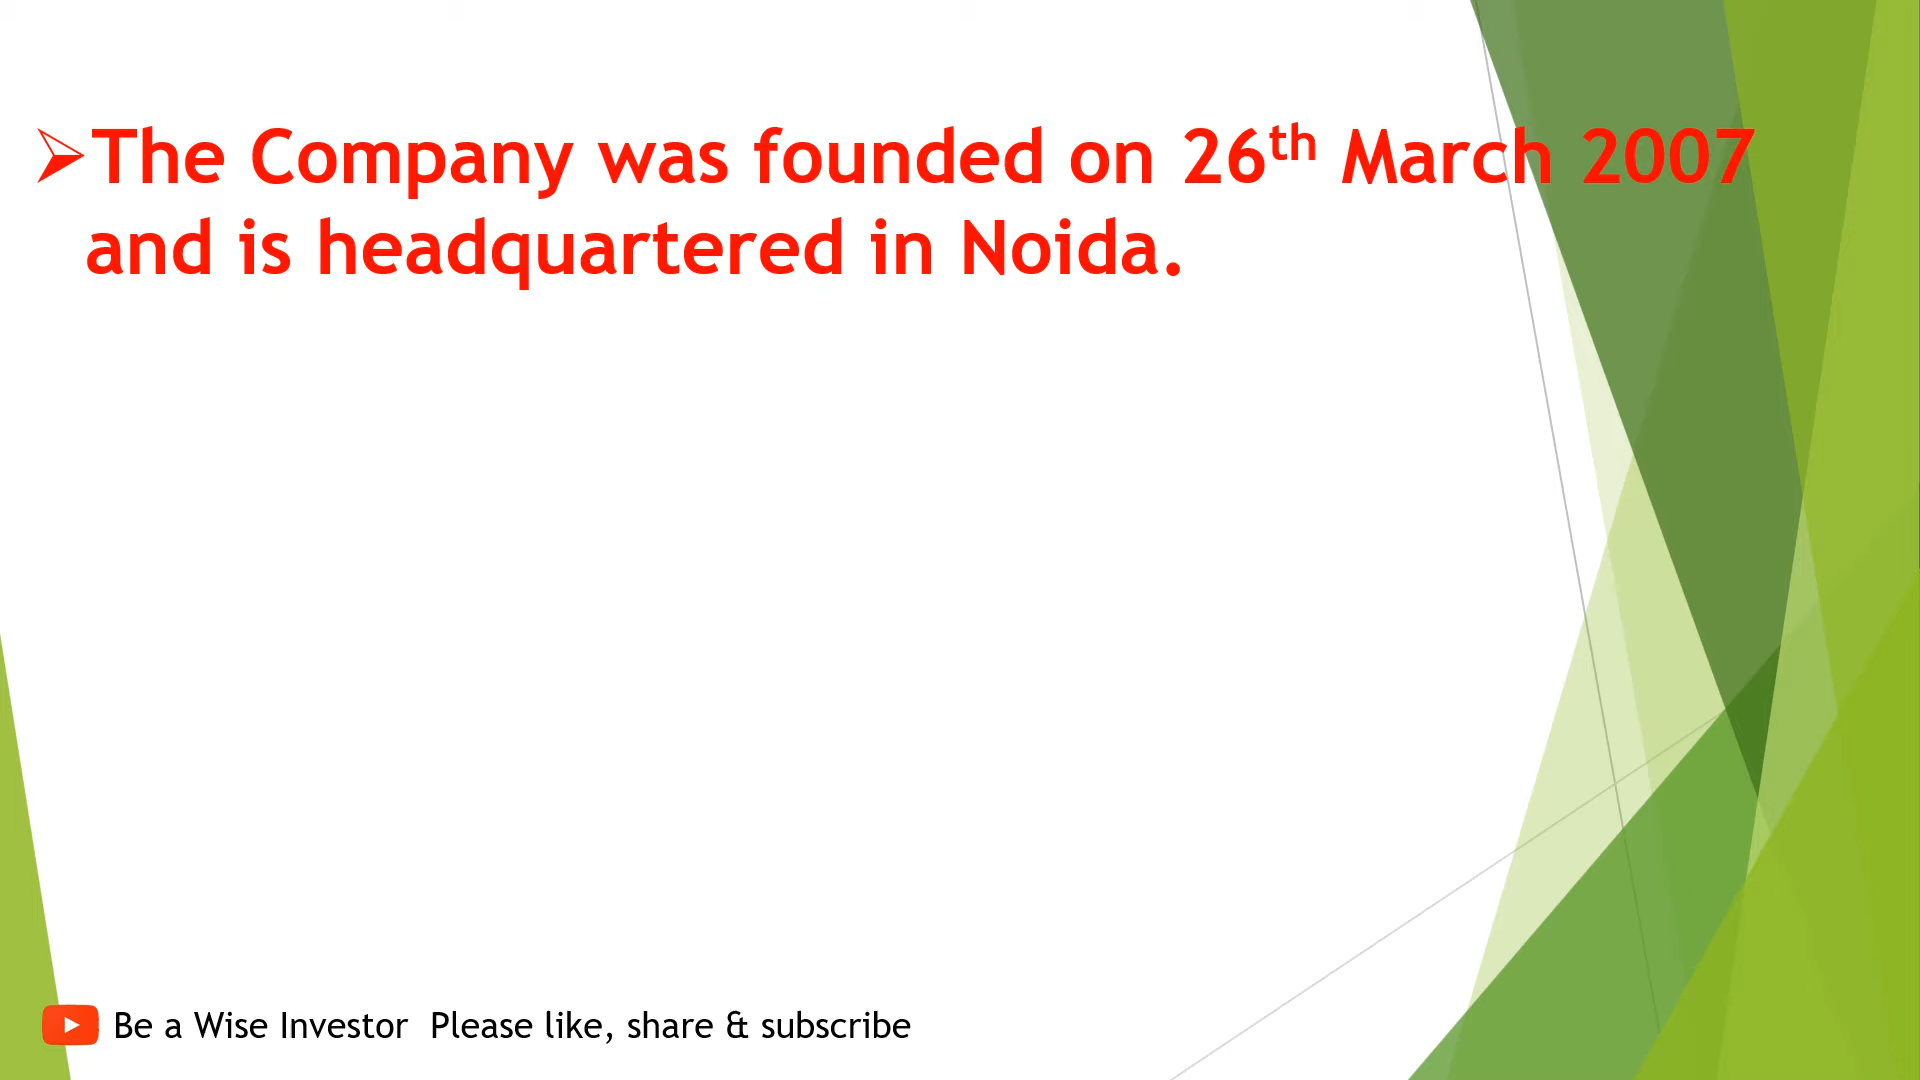 ➢The Company was founded on 26th March 2007
and is headquartered in Noida.
Be a Wise Investor Please like, share & subscribe